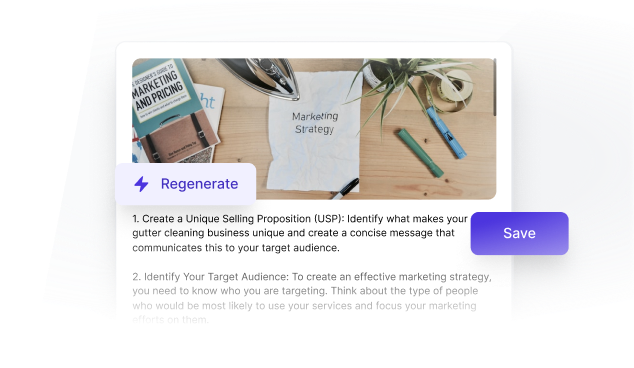 A DESIGNER'S GUIDE TO
MARKETING
AND PRICING
Marketing
Strategy
Regenerate
1. Create a Unique Selling Proposition (USP): Identify what makes your
gutter cleaning business unique and create a concise message that
communicates this to your target audience.
Save
2. Identify Your Target Audience: To create an effective marketing strategy,
you need to know who you are targeting. Think about the type of people
who would be most likely to use your services and focus your marketing
efforts on them